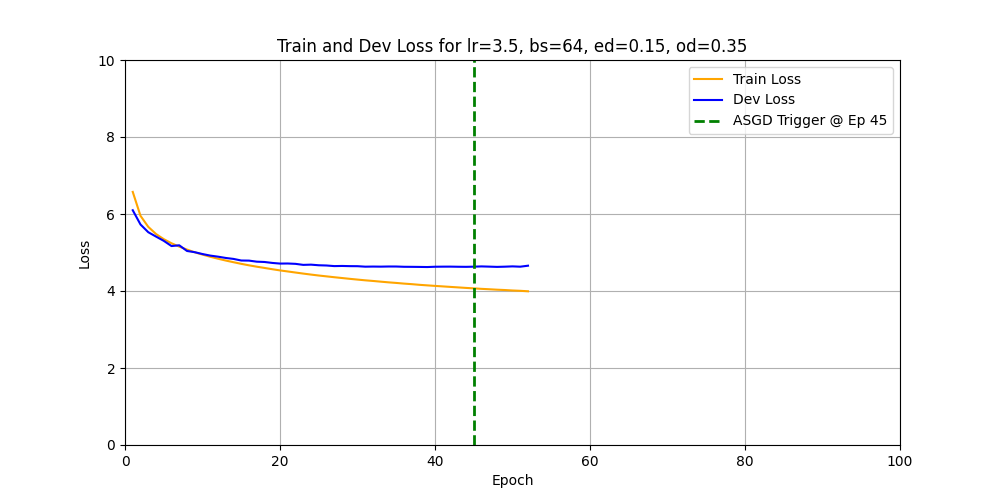 Train and Dev Loss for lr=3.5, bs=64, ed=0.15, od=0.35
Loss
10
8
6
4
2
0
Train Loss
Dev Loss
ASGD Trigger @ Ep 45
0 20 40 60 80 100
Epoch